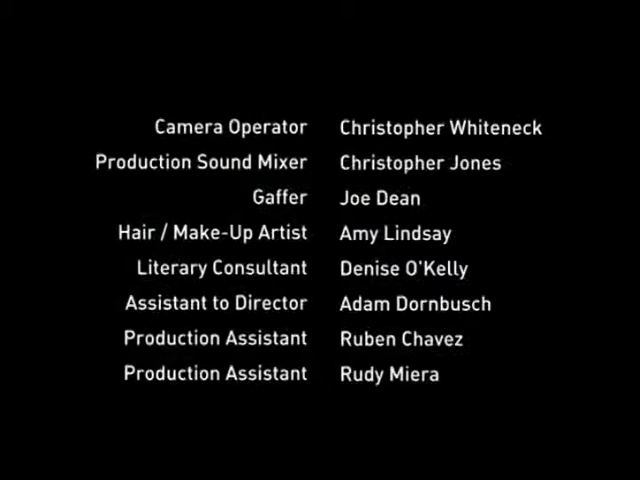 Camera Operator Christopher Whiteneck
Production Sound Mixer Christopher Jones
Gaffer Joe Dean
Hair / Make-Up Artist Amy Lindsay
Literary Consultant Denise O'Kelly
Assistant to Director Adam Dornbusch
Production Assistant Ruben Chavez
Production Assistant Rudy Miera